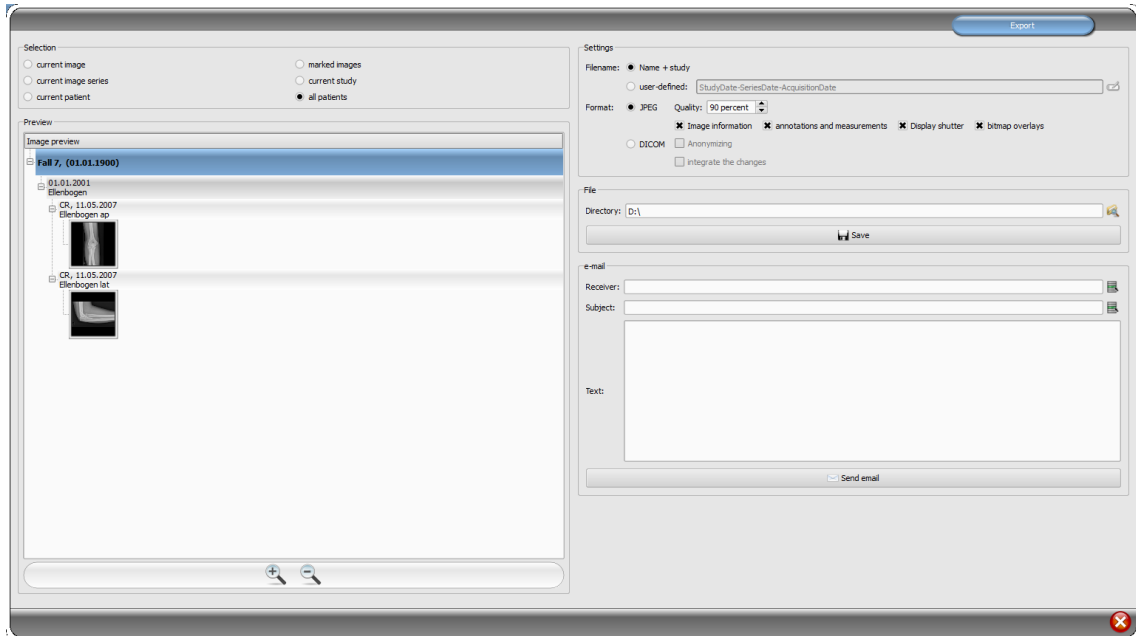 Export
Selection
current image
marked images
current image series
current study
current patient
all patients
Preview
Image preview
Fall 7, (01.01.1900)
01.01.2001
Ellenbogen
CR, 11.05.2007
Ellenbogen ap
CR, 11.05.2007
Ellenbogen lat
Settings
Filename: Name + study
user-defined: StudyDate-SeriesDate-AcquisitionDate
Format: JPEG Quality: 90 percent
Image information annotations and measurements Display shutter bitmap overlays
DICOM Anonymizing
integrate the changes
File
Directory: D:\
Save
e-mail
Receiver:
Subject:
Text:
Send email